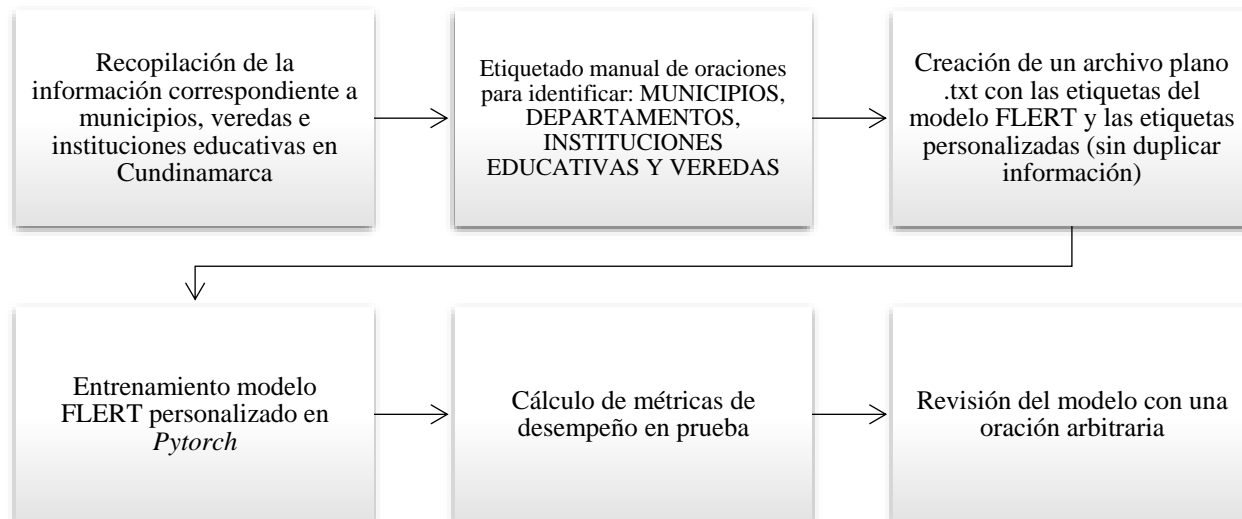 Recopilación de la
información correspondiente a
municipios, veredas e
instituciones educativas en
Cundinamarca
Etiquetado manual de oraciones
para identificar: MUNICIPIOS,
DEPARTAMENTOS,
INSTITUCIONES
EDUCATIVAS Y VEREDAS
Creación de un archivo plano
.txt con las etiquetas del
modelo FLERT y las etiquetas
personalizadas (sin duplicar
información)
Entrenamiento modelo
FLERT personalizado en
Pytorch
Cálculo de métricas de
desempeño en prueba
Revisión del modelo con una
oración arbitraria